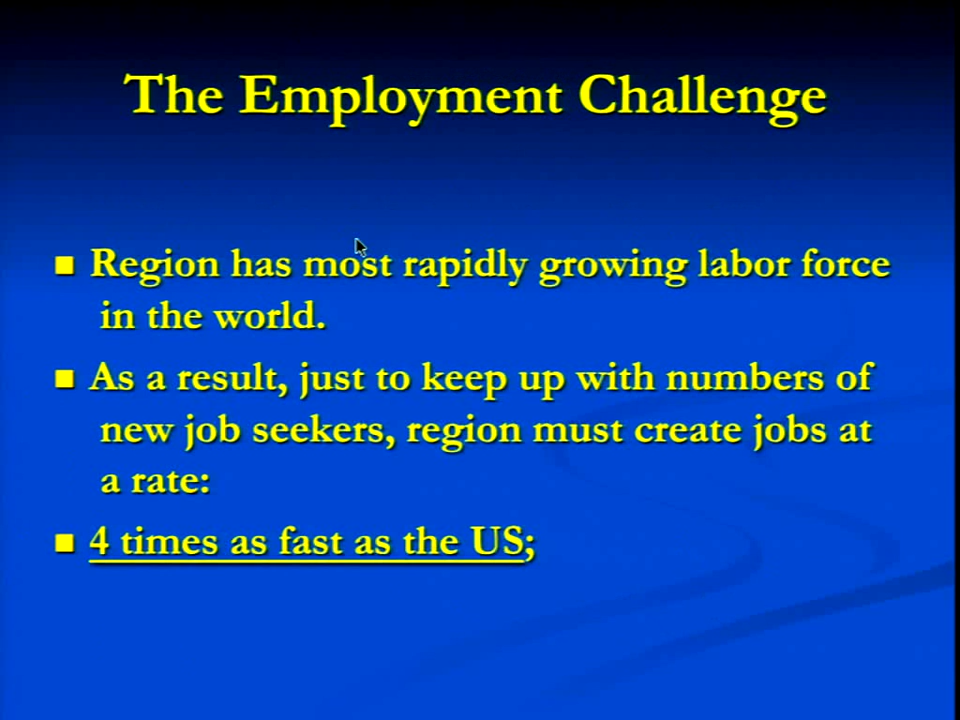 The Employment Challenge
■ Region has most rapidly growing labor force
in the world.
■ As a result, just to keep up with numbers of
new job seekers, region must create jobs at
a rate:
■ 4 times as fast as the US;